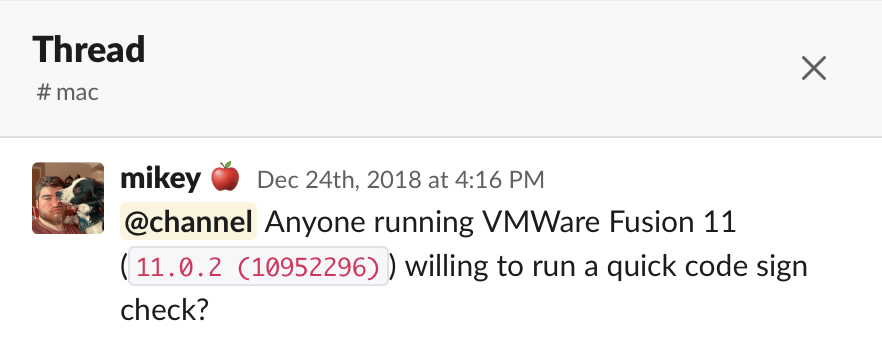 Thread
# mac
mikey 🍎 Dec 24th, 2018 at 4:16 PM
@channel Anyone running VMWare Fusion 11
(11.0.2 (10952296)) willing to run a quick code sign
check?